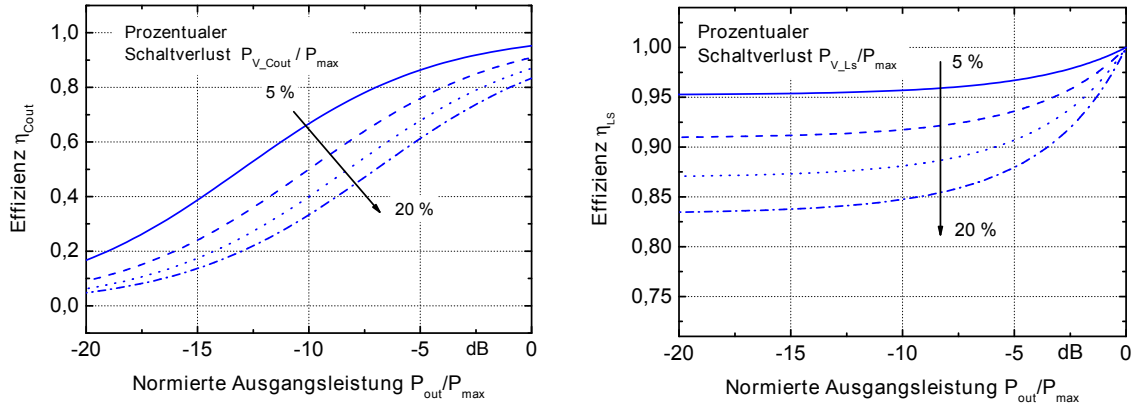 Prozentualer
Schaltverlust P_V_Cout / P_max
5 %
20 %
1,0
0,8
0,6
0,4
0,2
0,0
Effizienz η_Cout
-20
-15
-10
-5
dB
0
Normierte Ausgangsleistung P_out/P_max
Prozentualer
Schaltverlust P_V_Ls/P_max
5 %
20 %
1,00
0,95
0,90
0,85
0,80
0,75
Effizienz η_LS
-20
-15
-10
-5
dB
0
Normierte Ausgangsleistung P_out/P_max